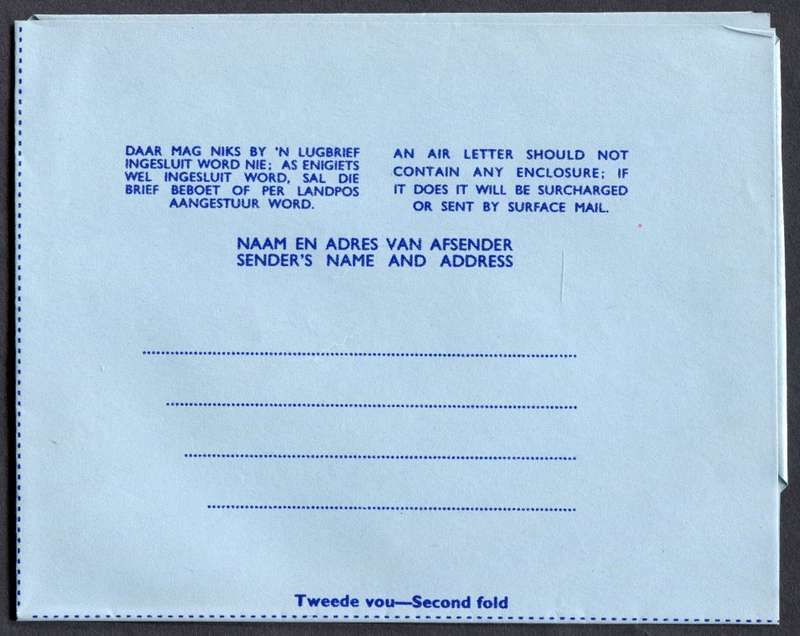 DAAR MAG NIKS BY 'N LUGBRIEF
INGESLUIT WORD NIE; AS ENIGIETS
WEL INGESLUIT WORD, SAL DIE
BRIEF BEBOET OF PER LANDPOS
AANGESTUUR WORD.
AN AIR LETTER SHOULD NOT
CONTAIN ANY ENCLOSURE; IF
IT DOES IT WILL BE SURCHARGED
OR SENT BY SURFACE MAIL.
NAAM EN ADRES VAN AFSENDER
SENDER'S NAME AND ADDRESS
Tweede vou—Second fold